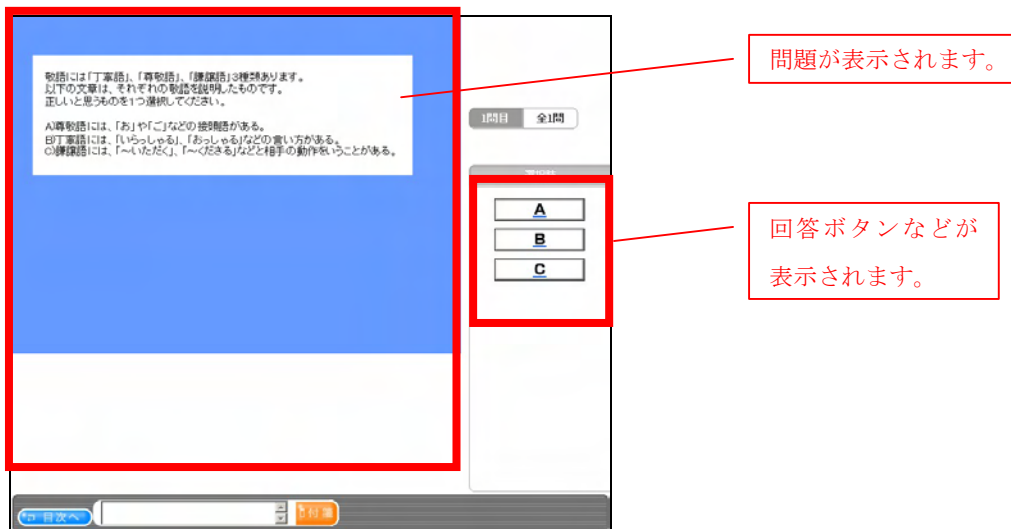 敬語には「丁寧語」、「尊敬語」、「謙譲語」3種類あります。
以下の文章は、それぞれの敬語を説明したものです。
正しいと思うものを1つ選択してください。
A)尊敬語には、「お」や「ご」などの接頭語がある。
B)丁寧語には、「いらっしゃる」、「おっしゃる」などの言い方がある。
C)謙譲語には、「～いただく」、「～くださる」などと相手の動作をいうことがある。
1問目 全1問
A
B
C
問題が表示されます。
回答ボタンなどが
表示されます。
目次へ
付箋